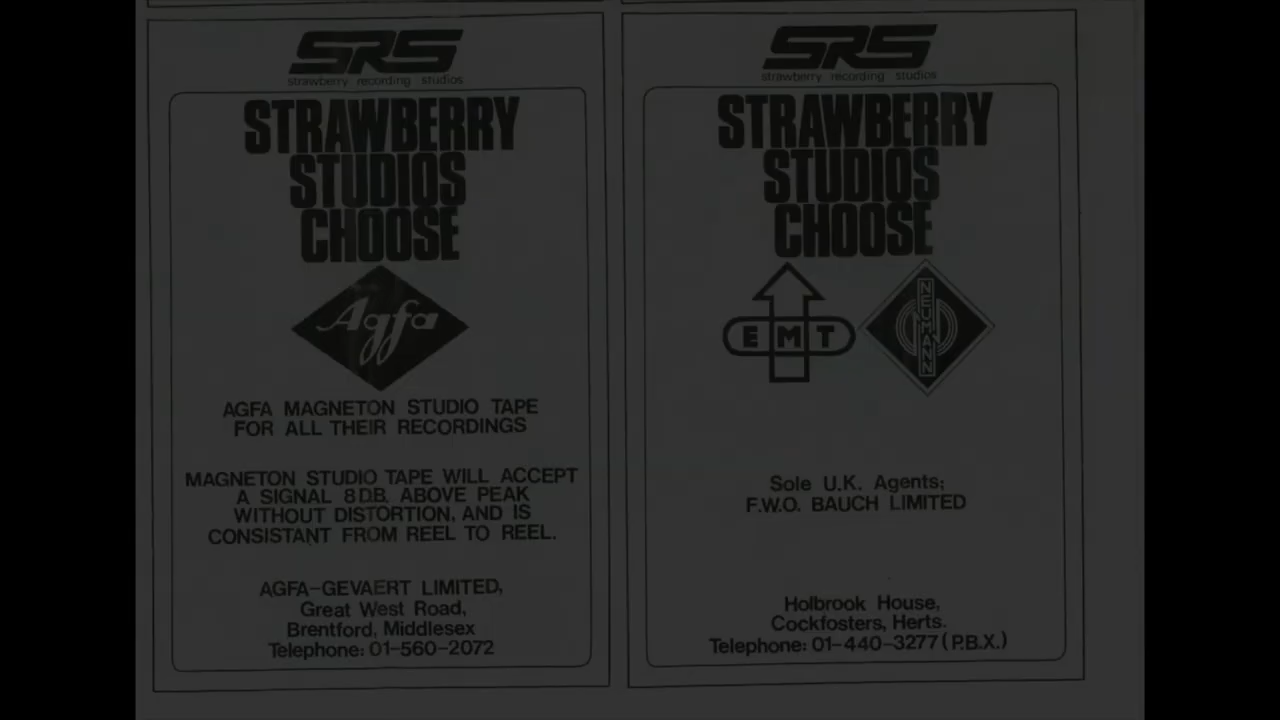 SRS
strawberry recording studios
STRAWBERRY
STUDIOS
CHOOSE
Agfa
AGFA MAGNETON STUDIO TAPE
FOR ALL THEIR RECORDINGS
MAGNETON STUDIO TAPE WILL ACCEPT
A SIGNAL 8D.B. ABOVE PEAK
WITHOUT DISTORTION, AND IS
CONSISTANT FROM REEL TO REEL.
AGFA-GEVAERT LIMITED,
Great West Road,
Brentford, Middlesex
Telephone: 01-560-2072
SRS
strawberry recording studios
STRAWBERRY
STUDIOS
CHOOSE
EMT
NEUMANN
Sole U.K. Agents;
F.W.O. BAUCH LIMITED
Holbrook House,
Cockfosters, Herts.
Telephone: 01-440-3277 (P.B.X.)